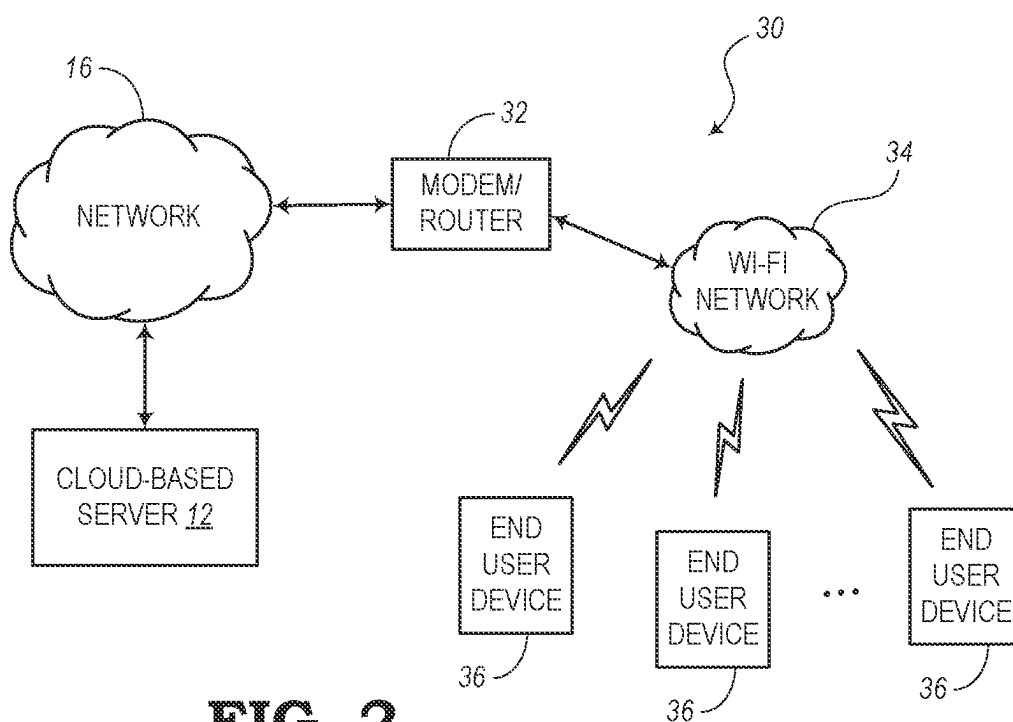 30
16
32
34
MODEM/
ROUTER
NETWORK
WI-FI
NETWORK
CLOUD-BASED
SERVER 12
END
USER
DEVICE
END
USER
DEVICE
...
END
USER
DEVICE
36
36
36
FIG. 2